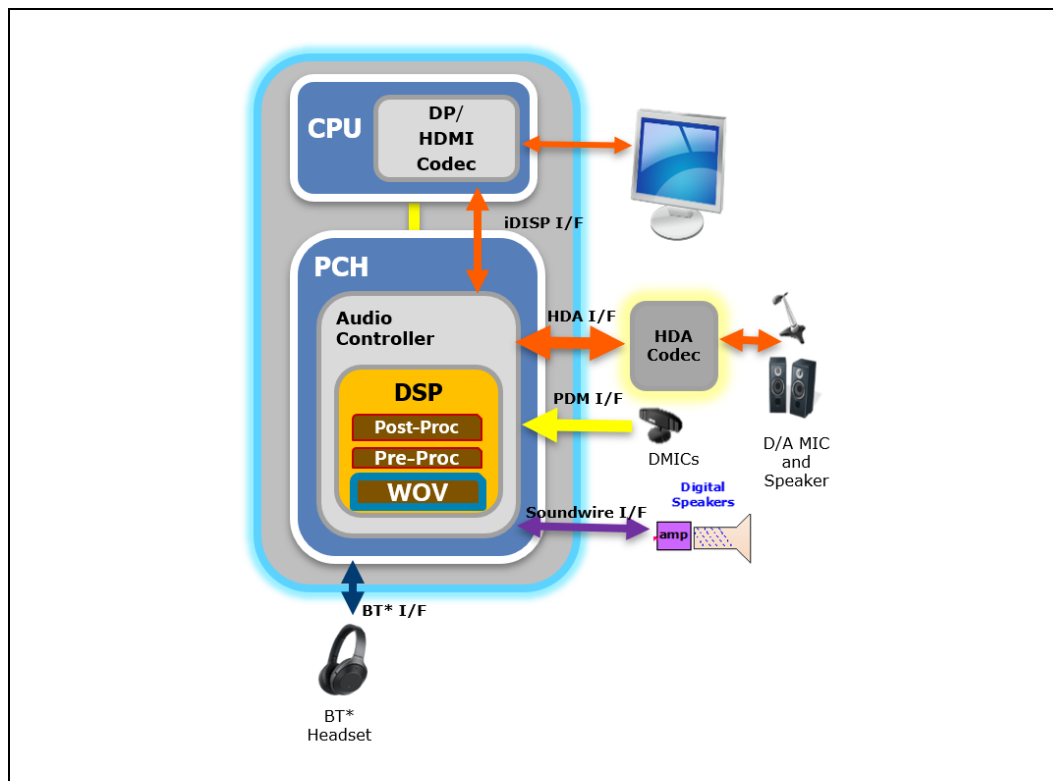 CPU
DP/
HDMI
Codec
iDISP I/F
PCH
Audio
Controller
HDA I/F
HDA
Codec
DSP
PDM I/F
Post-Proc
Pre-Proc
WOV
DMICs
D/A MIC
and
Speaker
Digital
Speakers
Soundwire I/F
amp
BT* I/F
BT*
Headset